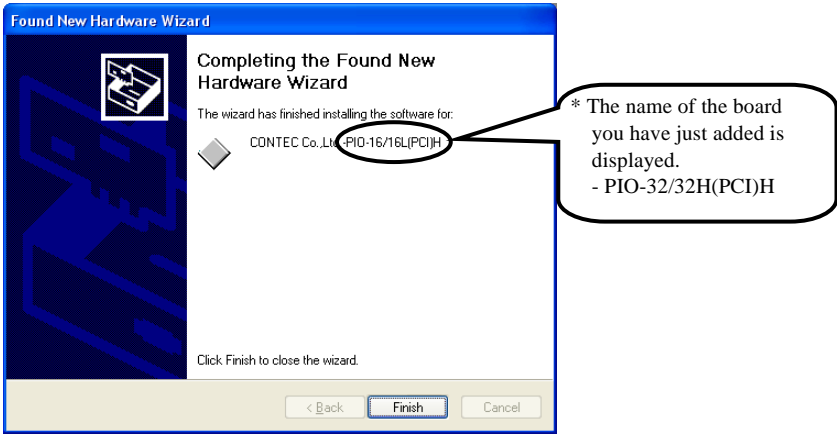 Found New Hardware Wizard
Completing the Found New
Hardware Wizard
The wizard has finished installing the software for:
CONTEC Co.,Ltd.-PIO-16/16L(PCI)H
Click Finish to close the wizard.
< Back
Finish
Cancel
* The name of the board
you have just added is
displayed.
- PIO-32/32H(PCI)H